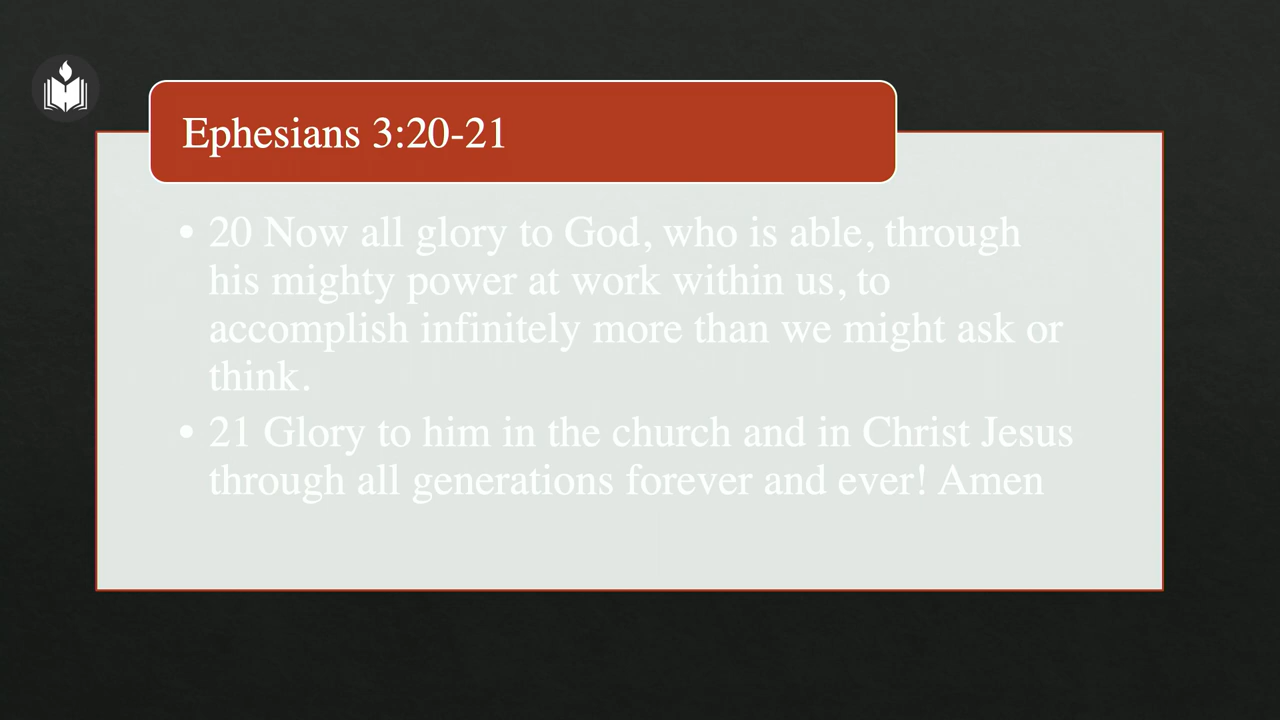 Ephesians 3:20-21
• 20 Now all glory to God, who is able, through
his mighty power at work within us, to
accomplish infinitely more than we might ask or
think.
• 21 Glory to him in the church and in Christ Jesus
through all generations forever and ever! Amen